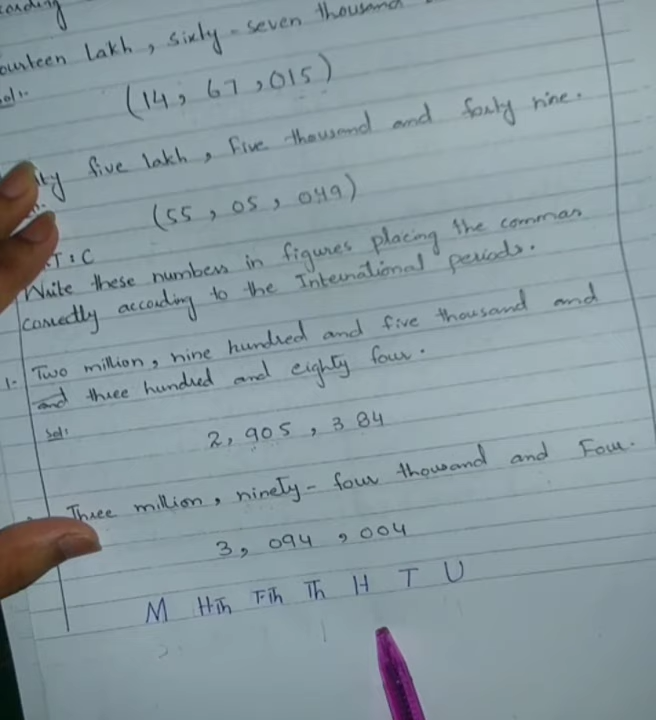 ourteen lakh, sixty-seven thousand
sol:-
(14, 67, 015)
five lakh, five thousand and fourty nine.
(55, 05, 049)
T:C
Write these numbers in figures placing the commas
correctly according to the International periods.
1- Two million, nine hundred and five thousand and
and three hundred and eighty four.
Sol:
2, 905, 384
Three million, ninety-four thousand and Four.
3, 094, 004
M HTh TTh Th H T U